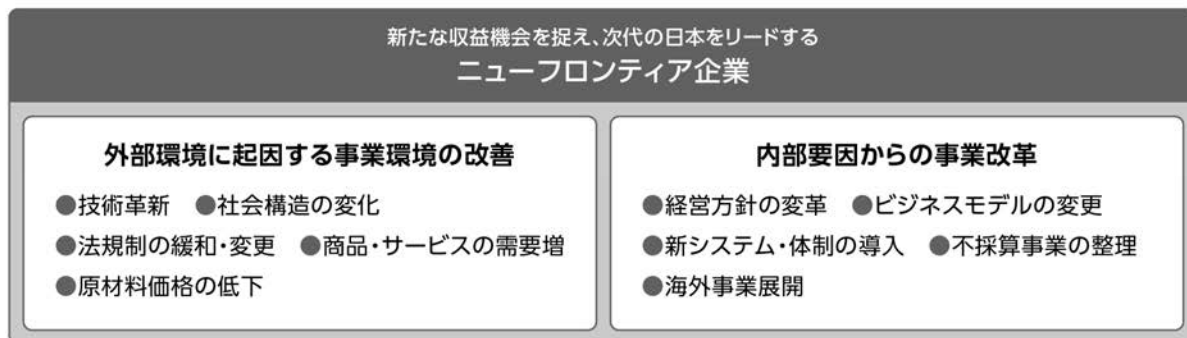 新たな収益機会を捉え、次代の日本をリードする
ニューフロンティア企業
外部環境に起因する事業環境の改善
●技術革新 ●社会構造の変化
●法規制の緩和・変更 ●商品・サービスの需要増
●原材料価格の低下
内部要因からの事業改革
●経営方針の変革 ●ビジネスモデルの変更
●新システム・体制の導入 ●不採算事業の整理
●海外事業展開